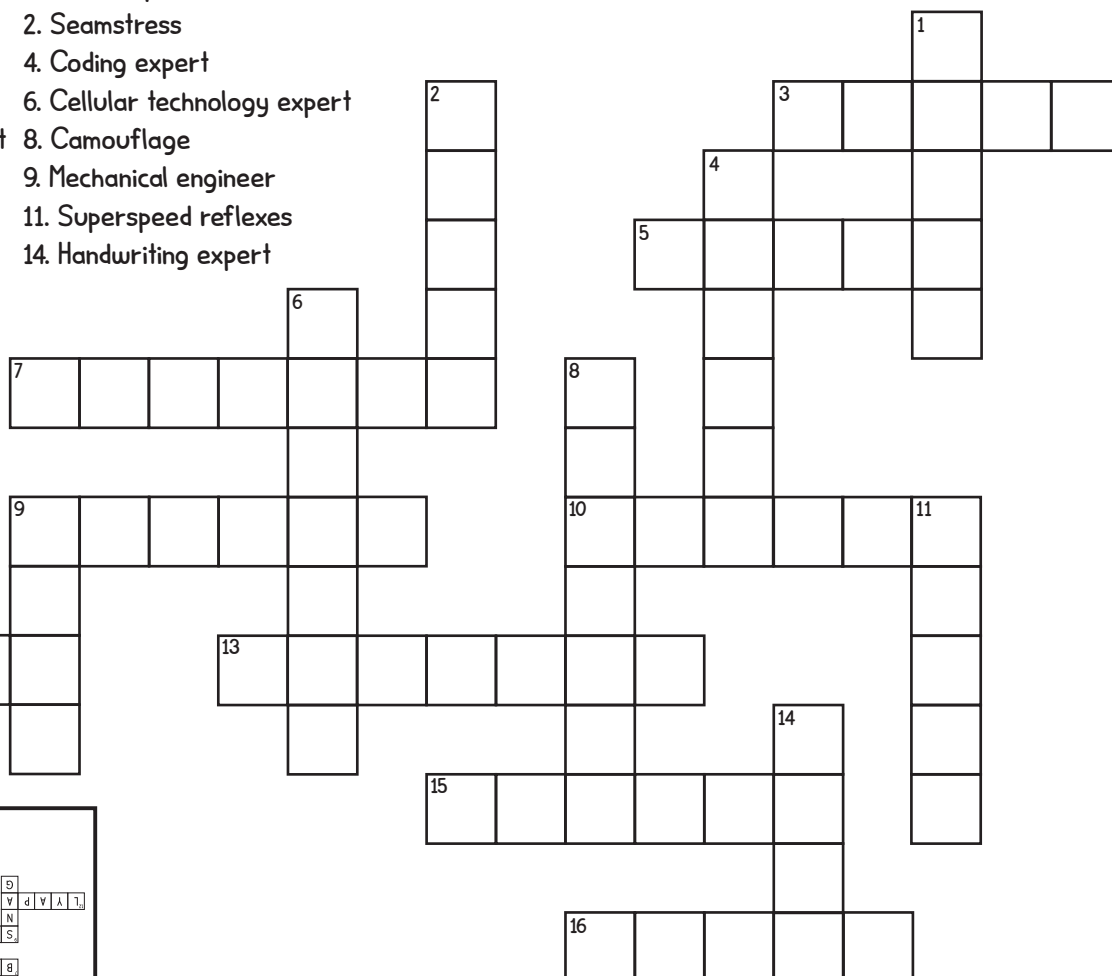 2. Seamstress
4. Coding expert
6. Cellular technology expert
t 8. Camouflage
9. Mechanical engineer
11. Superspeed reflexes
14. Handwriting expert
1
2
3
4
5
6
7
8
9
10
11
13
14
15
16
G
A P A Y L
N
S
B